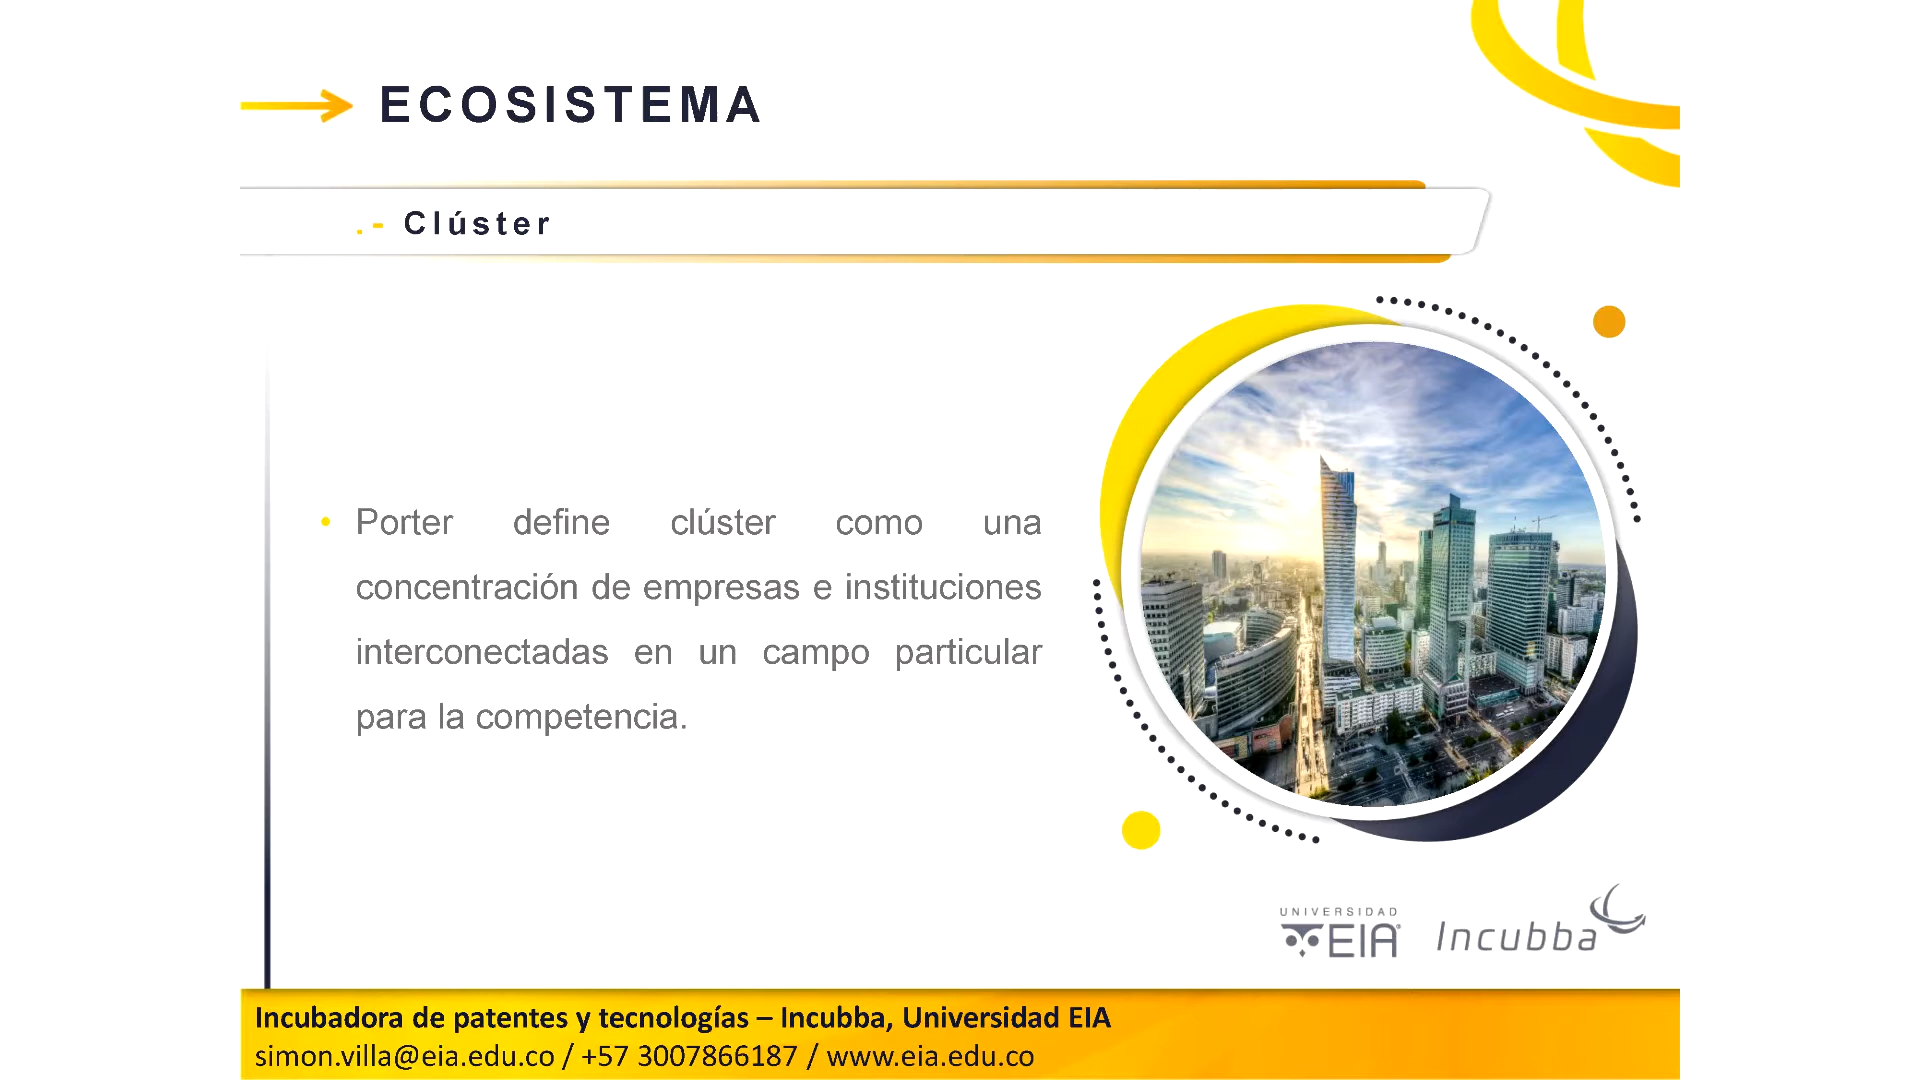 ECOSISTEMA
.- Clúster
• Porter define clúster como una
concentración de empresas e instituciones
interconectadas en un campo particular
para la competencia.
UNIVERSIDAD
EIA
Incubba
Incubadora de patentes y tecnologías – Incubba, Universidad EIA
simon.villa@eia.edu.co / +57 3007866187 / www.eia.edu.co